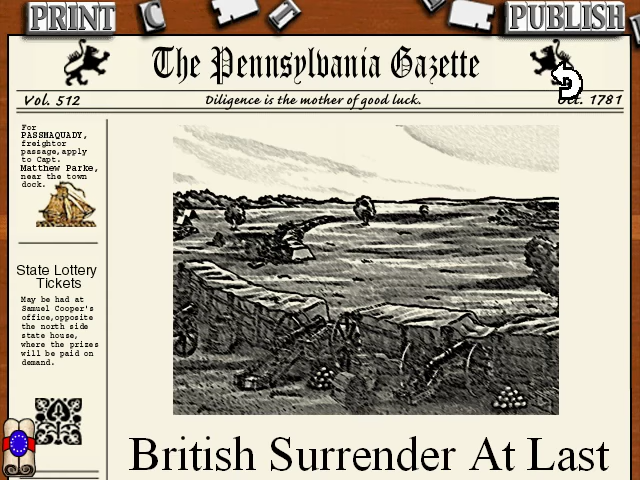 PRINT
PUBLISH
The Pennsylvania Gazette
Vol. 512
Diligence is the mother of good luck.
Oct. 1781
For
PASSMAQUADY,
freightor
passage,apply
to Capt.
Matthew Parke,
near the town
dock.
State Lottery
Tickets
May be had at
Samuel Cooper's
office,opposite
the north side
state house,
where the prizes
will be paid on
demand.
British Surrender At Last